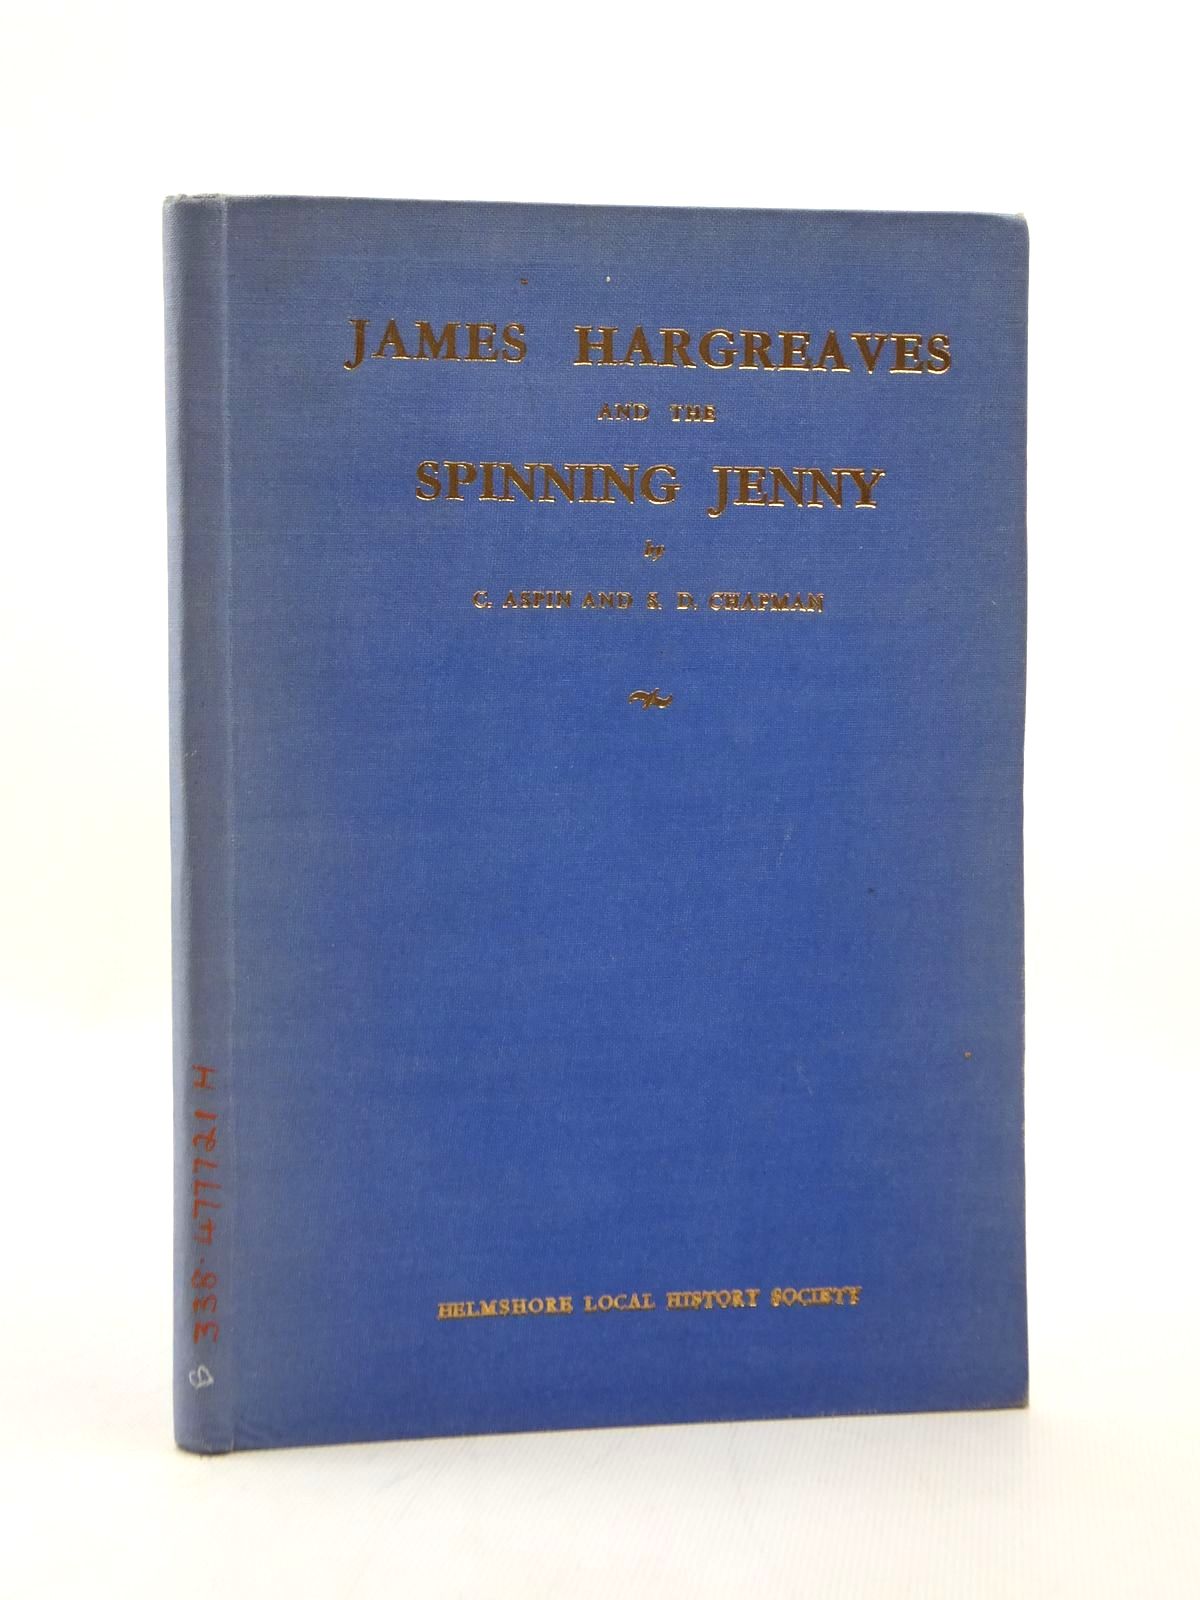 JAMES HARGREAVES
AND THE
SPINNING JENNY
by
C. ASPIN AND S. D. CHAPMAN
HELMSHORE LOCAL HISTORY SOCIETY
B 338.477721 H